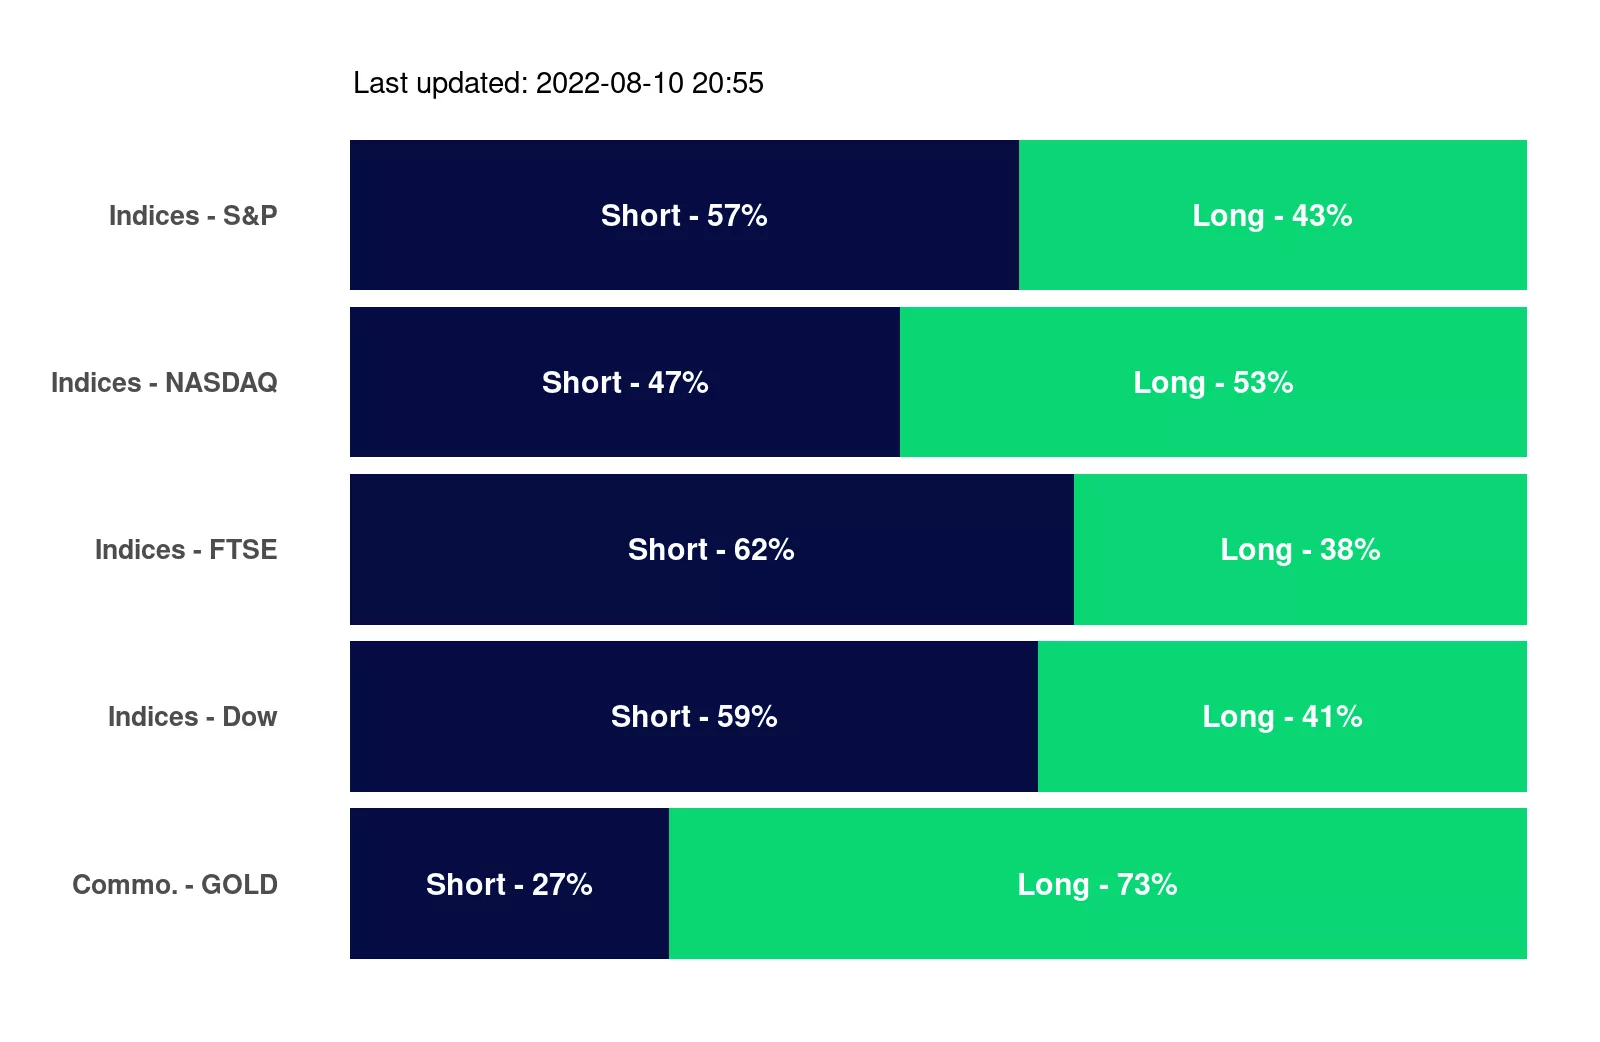 Last updated: 2022-08-10 20:55
Indices - S&P Short - 57% Long - 43%
Indices - NASDAQ Short - 47% Long - 53%
Indices - FTSE Short - 62% Long - 38%
Indices - Dow Short - 59% Long - 41%
Commo. - GOLD Short - 27% Long - 73%